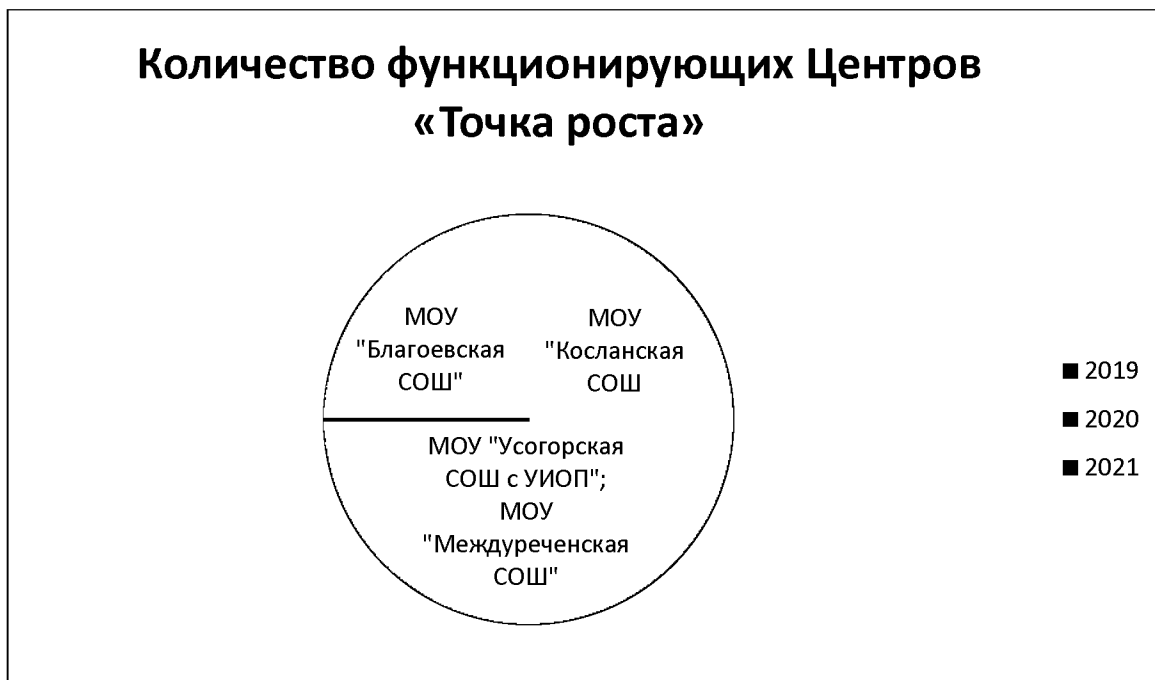 Количество функционирующих Центров
«Точка роста»
МОУ
"Благоевская
СОШ"
МОУ
"Косланская
СОШ
МОУ "Усогорская
СОШ с УИОП";
МОУ
"Междуреченская
СОШ"
2019
2020
2021